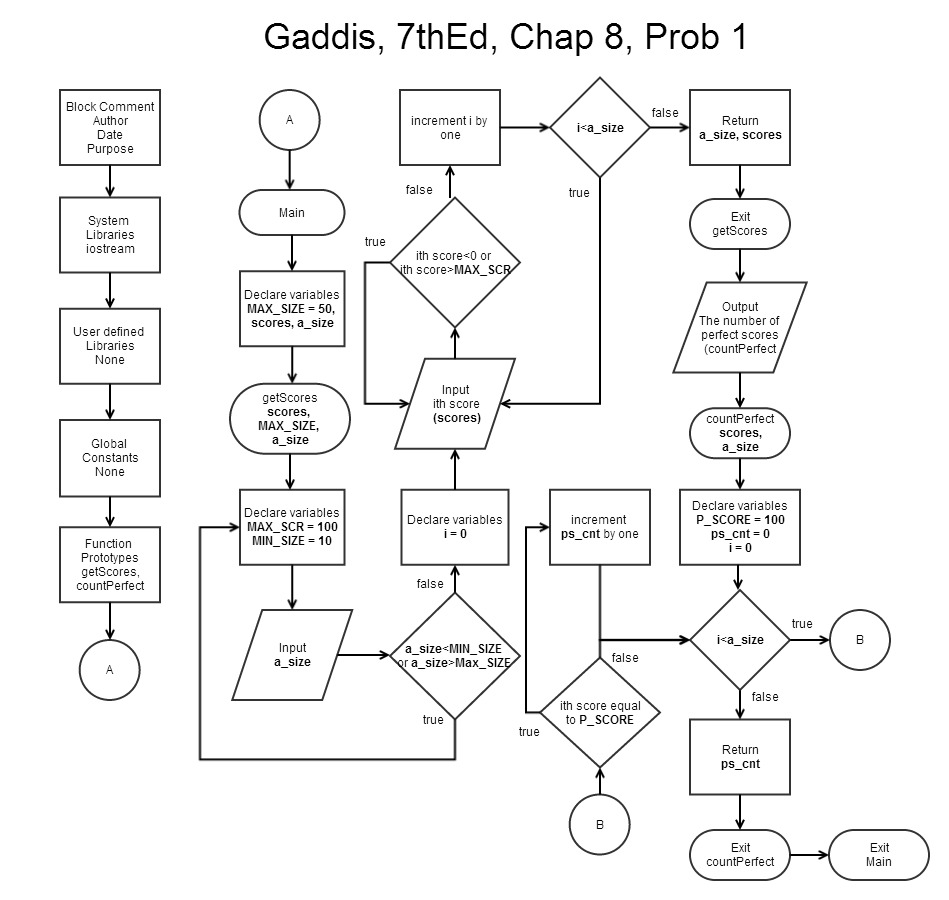 Gaddis, 7thEd, Chap 8, Prob 1
Block Comment
Author
Date
Purpose
System
Libraries
iostream
User defined
Libraries
None
Global
Constants
None
Function
Prototypes
getScores,
countPerfect
A
A
Main
Declare variables
MAX_SIZE = 50,
scores, a_size
getScores
scores,
MAX_SIZE,
a_size
Declare variables
MAX_SCR = 100
MIN_SIZE = 10
Input
a_size
a_size<MIN_SIZE
or a_size>Max_SIZE
true
false
Declare variables
i = 0
Input
ith score
(scores)
ith score<0 or
ith score>MAX_SCR
true
false
increment i by
one
i<a_size
true
false
Return
a_size, scores
Exit
getScores
Output
The number of
perfect scores
(countPerfect
countPerfect
scores,
a_size
Declare variables
P_SCORE = 100
ps_cnt = 0
i = 0
i<a_size
true
B
false
Return
ps_cnt
Exit
countPerfect
Exit
Main
increment
ps_cnt by one
false
ith score equal
to P_SCORE
true
B